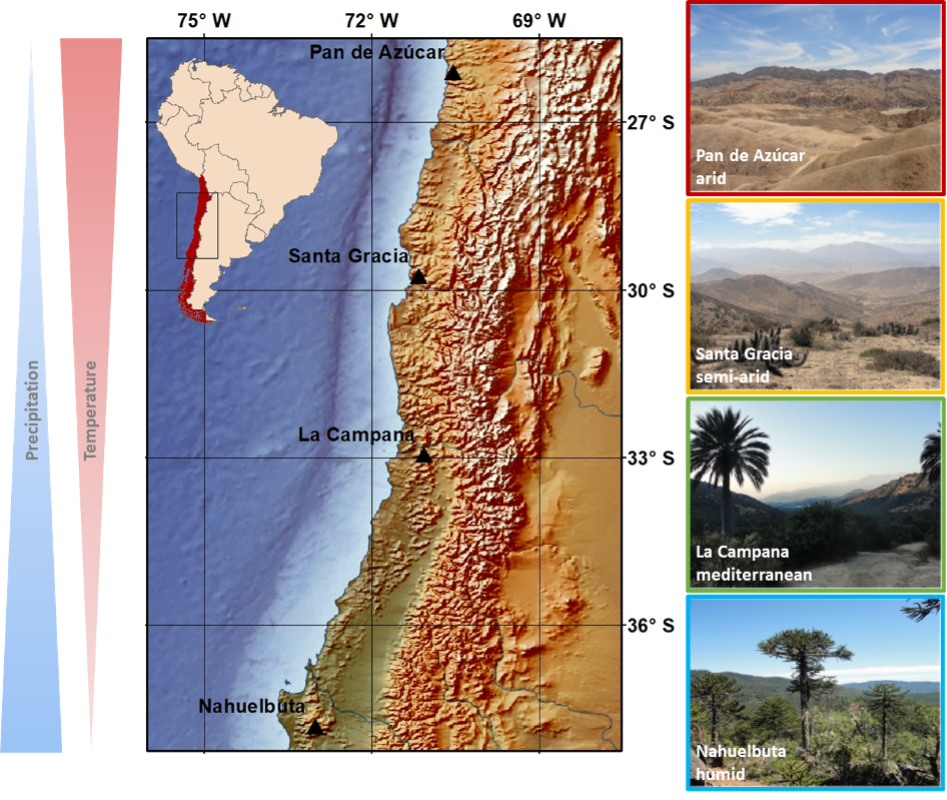 75° W
72° W
69° W
Precipitation
Temperature
Pan de Azúcar
Santa Gracia
La Campana
Nahuelbuta
27° S
30° S
33° S
36° S
Pan de Azúcar
arid
Santa Gracia
semi-arid
La Campana
mediterranean
Nahuelbuta
humid